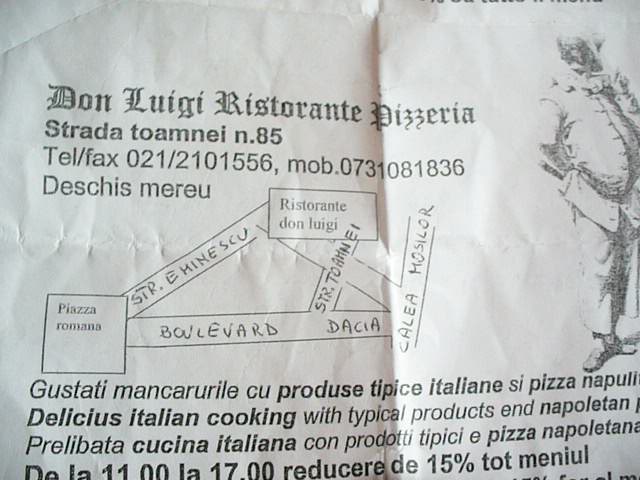 Don Luigi Ristorante Pizzeria
Strada toamnei n.85
Tel/fax 021/2101556, mob.0731081836
Deschis mereu
Ristorante
don luigi
STR. EMINESCU
STR. TOAMNEI
CALEA MOSILOR
Piazza
romana
BOULEVARD DACIA
Gustati mancarurile cu produse tipice italiane si pizza napulit
Delicius italian cooking with typical products end napoletan
Prelibata cucina italiana con prodotti tipici e pizza napoletana
De la 11.00 la 17.00 reducere de 15% tot meniul